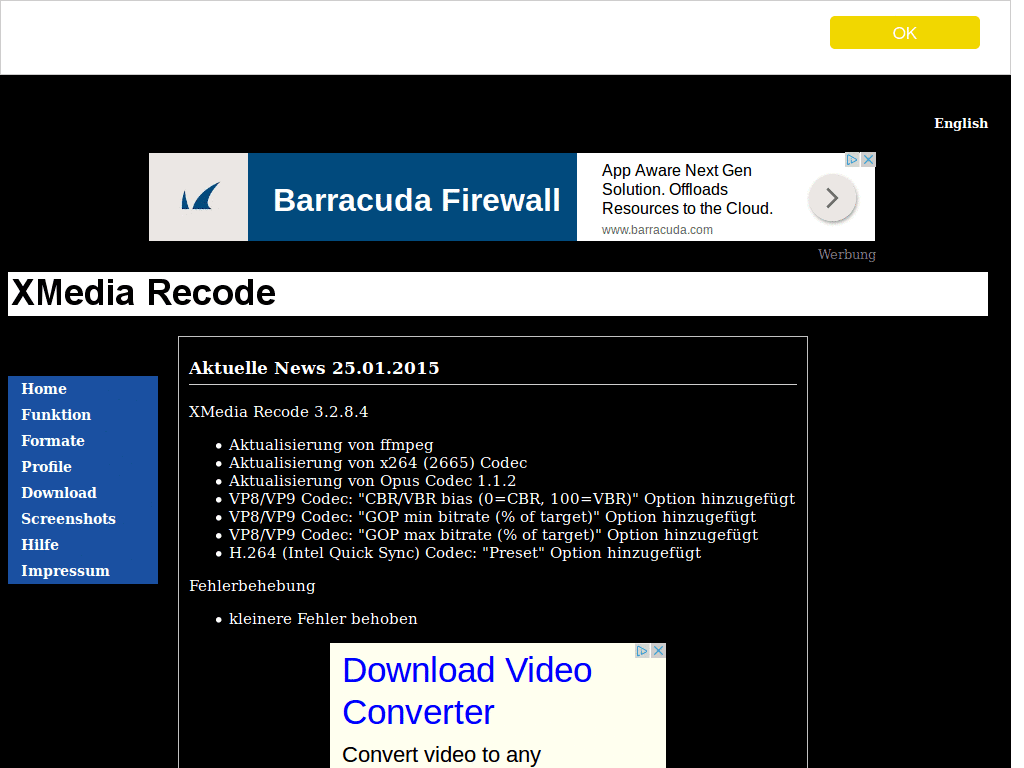 OK
English
Barracuda Firewall
App Aware Next Gen
Solution. Offloads
Resources to the Cloud.
www.barracuda.com
Werbung
XMedia Recode
Home
Funktion
Formate
Profile
Download
Screenshots
Hilfe
Impressum
Aktuelle News 25.01.2015
XMedia Recode 3.2.8.4
Aktualisierung von ffmpeg
Aktualisierung von x264 (2665) Codec
Aktualisierung von Opus Codec 1.1.2
VP8/VP9 Codec: "CBR/VBR bias (0=CBR, 100=VBR)" Option hinzugefügt
VP8/VP9 Codec: "GOP min bitrate (% of target)" Option hinzugefügt
VP8/VP9 Codec: "GOP max bitrate (% of target)" Option hinzugefügt
H.264 (Intel Quick Sync) Codec: "Preset" Option hinzugefügt
Fehlerbehebung
kleinere Fehler behoben
Download Video
Converter
Convert video to any